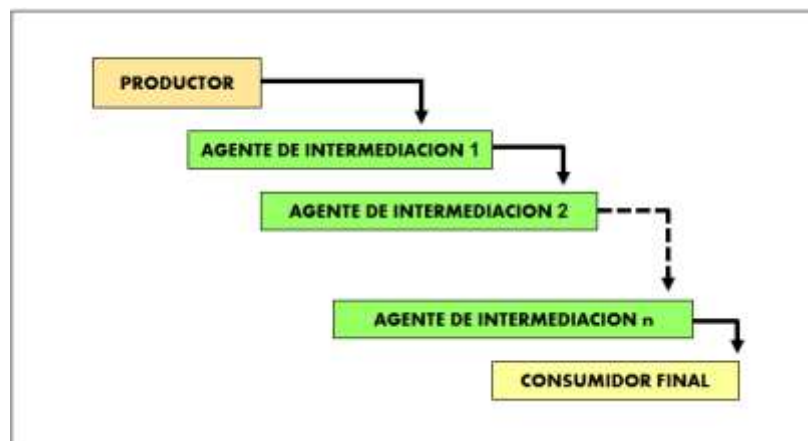 PRODUCTOR
AGENTE DE INTERMEDIACION 1
AGENTE DE INTERMEDIACION 2
AGENTE DE INTERMEDIACION n
CONSUMIDOR FINAL